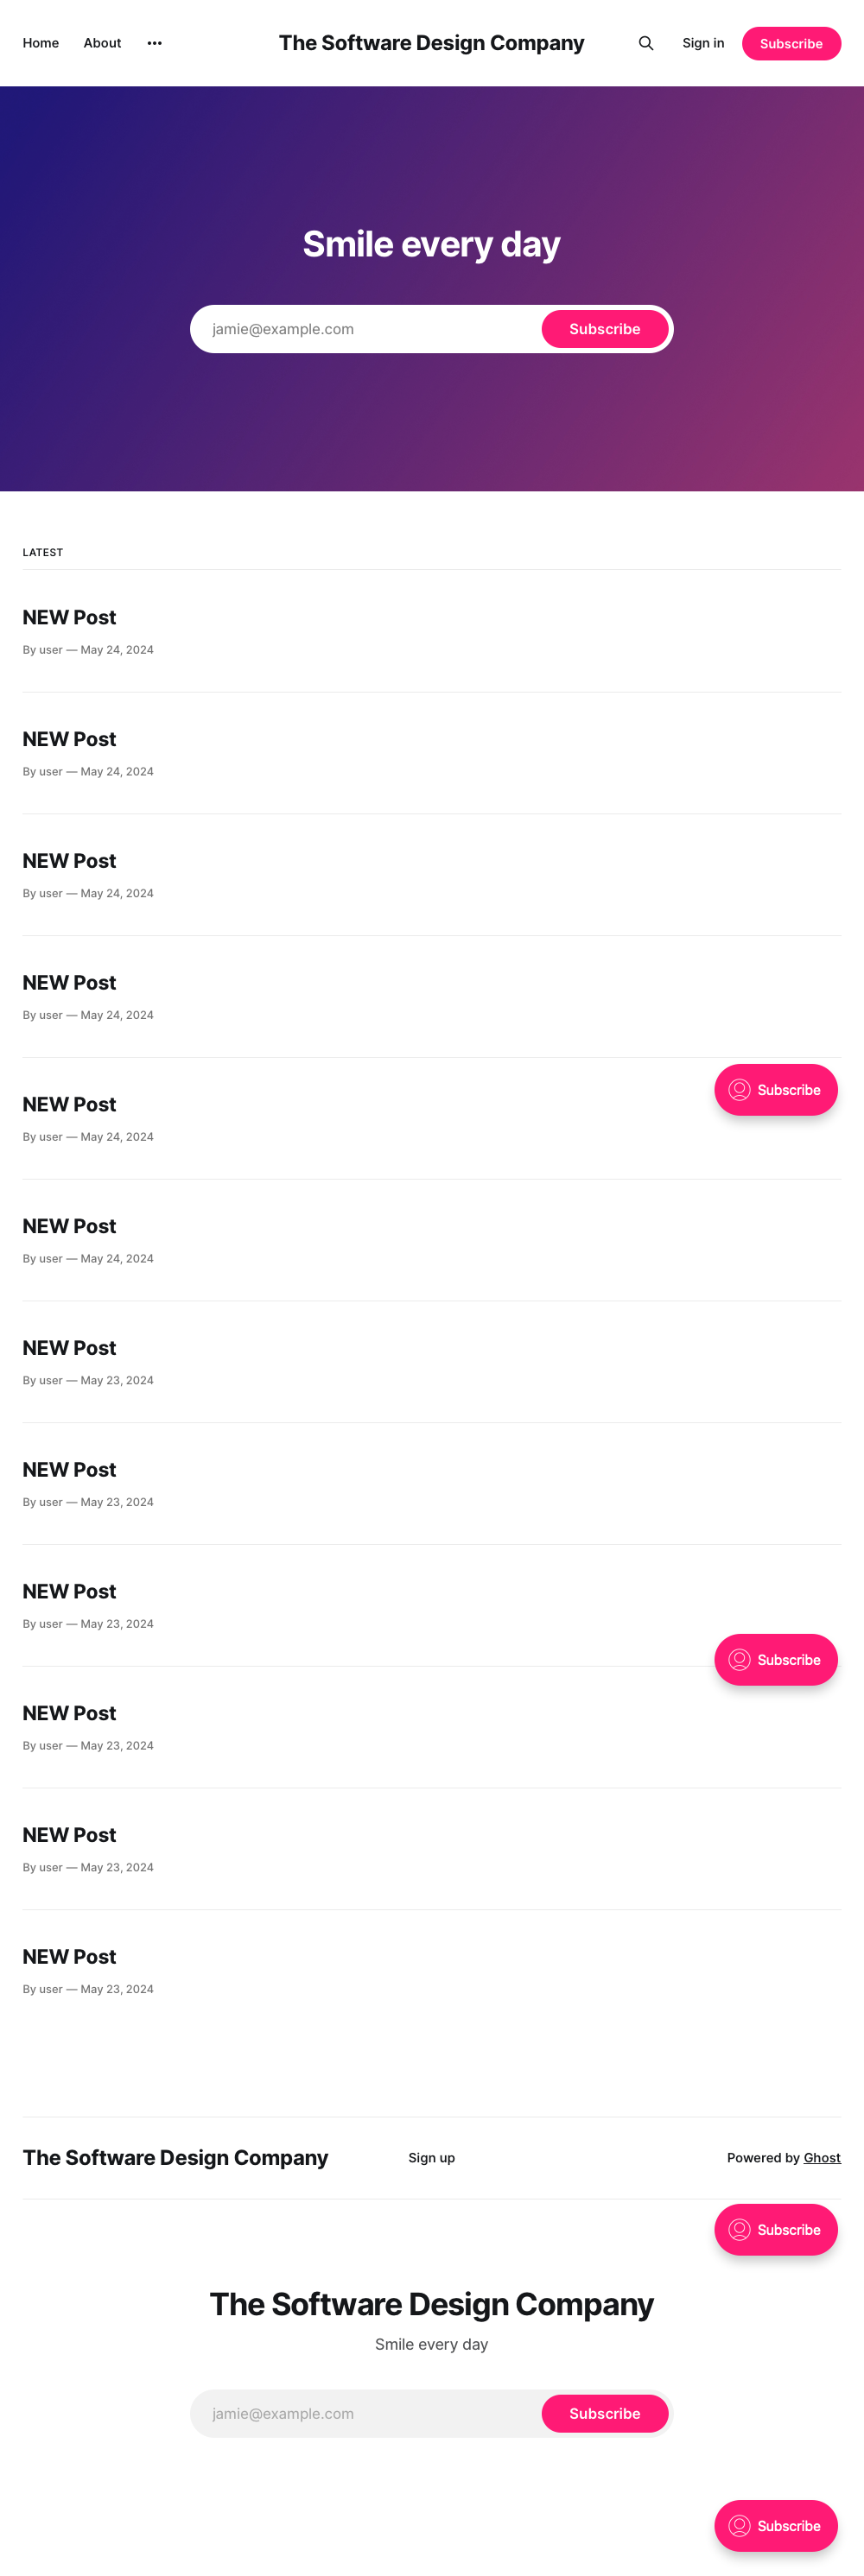 Home About
The Software Design Company
Sign in Subscribe
Smile every day
jamie@example.com Subscribe
LATEST
NEW Post
By user — May 24, 2024
NEW Post
By user — May 24, 2024
NEW Post
By user — May 24, 2024
NEW Post
By user — May 24, 2024
Subscribe
NEW Post
By user — May 24, 2024
NEW Post
By user — May 24, 2024
NEW Post
By user — May 23, 2024
NEW Post
By user — May 23, 2024
NEW Post
By user — May 23, 2024
Subscribe
NEW Post
By user — May 23, 2024
NEW Post
By user — May 23, 2024
NEW Post
By user — May 23, 2024
The Software Design Company
Sign up
Powered by Ghost
Subscribe
The Software Design Company
Smile every day
jamie@example.com Subscribe
Subscribe